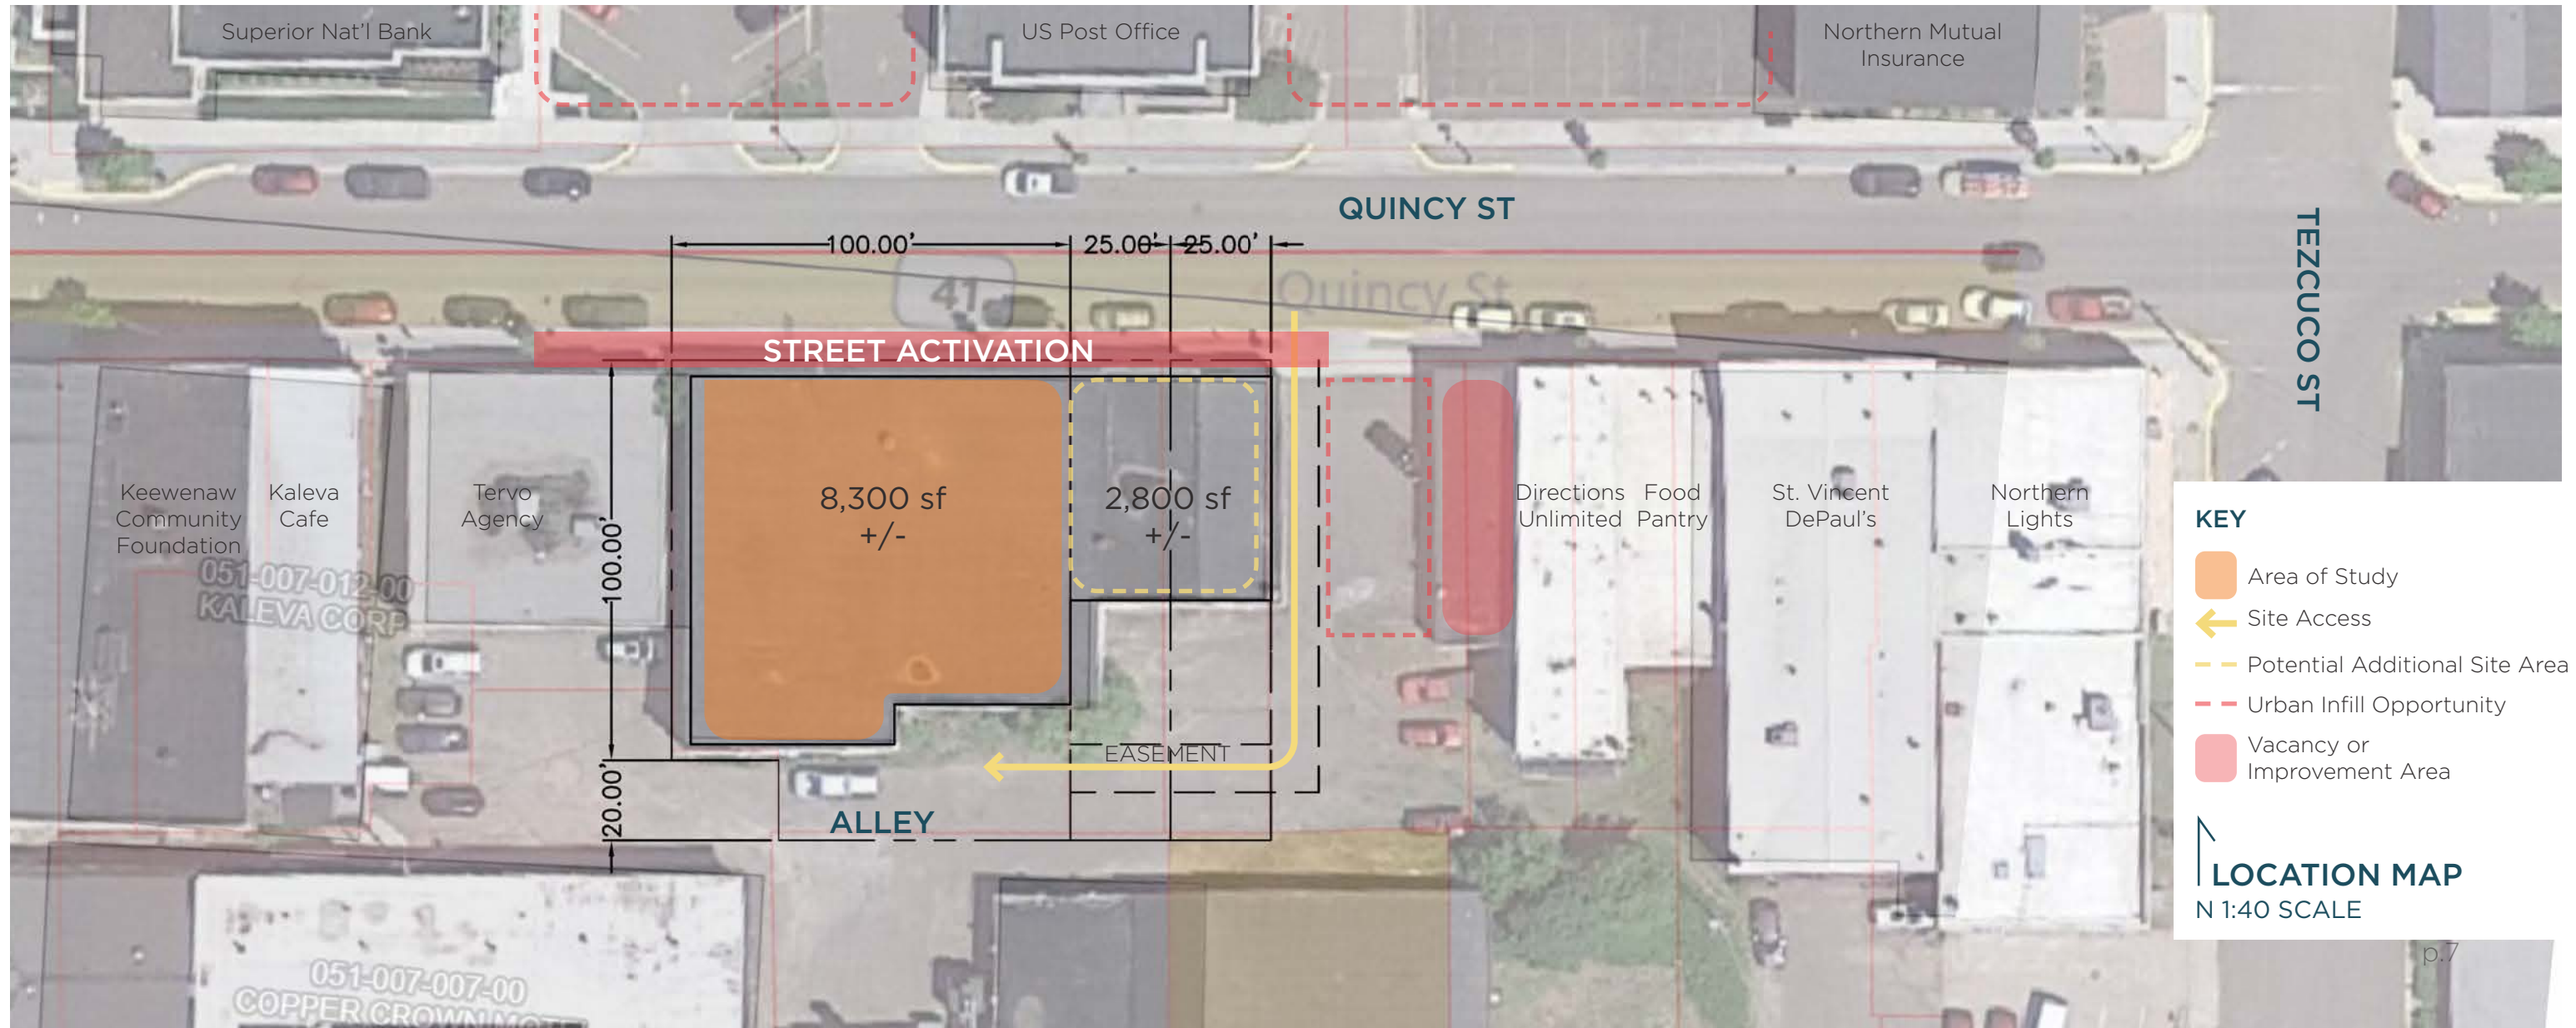 Superior Nat'l Bank
US Post Office
Northern Mutual
Insurance
QUINCY ST
TEZCUCO ST
100.00'
25.00'
25.00'
41
Quincy St
STREET ACTIVATION
8,300 sf
+/-
2,800 sf
+/-
100.00'
20.00'
Keewenaw
Community
Foundation
Kaleva
Cafe
Tervo
Agency
Directions
Unlimited
Food
Pantry
St. Vincent
DePaul's
Northern
Lights
051-007-012-00
KALEVA CORP
EASEMENT
ALLEY
051-007-007-00
COPPER CROWN
KEY
Area of Study
Site Access
Potential Additional Site Area
Urban Infill Opportunity
Vacancy or
Improvement Area
LOCATION MAP
N 1:40 SCALE
p.7